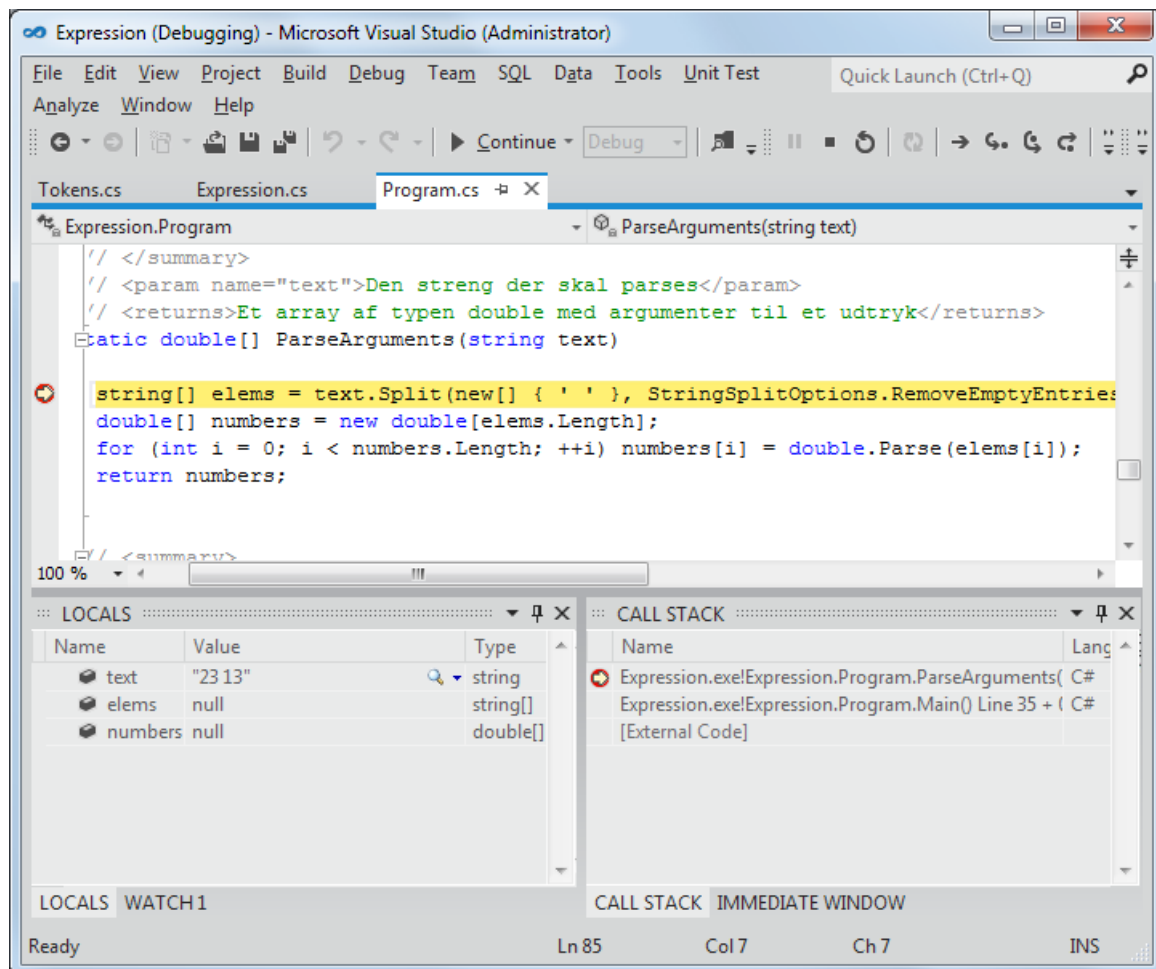 Expression (Debugging) - Microsoft Visual Studio (Administrator)
File Edit View Project Build Debug Team SQL Data Tools Unit Test Quick Launch (Ctrl+Q)
Analyze Window Help
Continue Debug
Tokens.cs Expression.cs Program.cs
Expression.Program ParseArguments(string text)
// </summary>
// <param name="text">Den streng der skal parses</param>
// <returns>Et array af typen double med argumenter til et udtryk</returns>
tatic double[] ParseArguments(string text)
string[] elems = text.Split(new[] { ' ' }, StringSplitOptions.RemoveEmptyEntries
double[] numbers = new double[elems.Length];
for (int i = 0; i < numbers.Length; ++i) numbers[i] = double.Parse(elems[i]);
return numbers;
// <summary>
100 %
LOCALS CALL STACK
Name Value Type Name Lang
text "23 13" string Expression.exe!Expression.Program.ParseArguments( C#
elems null string[] Expression.exe!Expression.Program.Main() Line 35 + ( C#
numbers null double[] [External Code]
LOCALS WATCH 1 CALL STACK IMMEDIATE WINDOW
Ready Ln 85 Col 7 Ch 7 INS